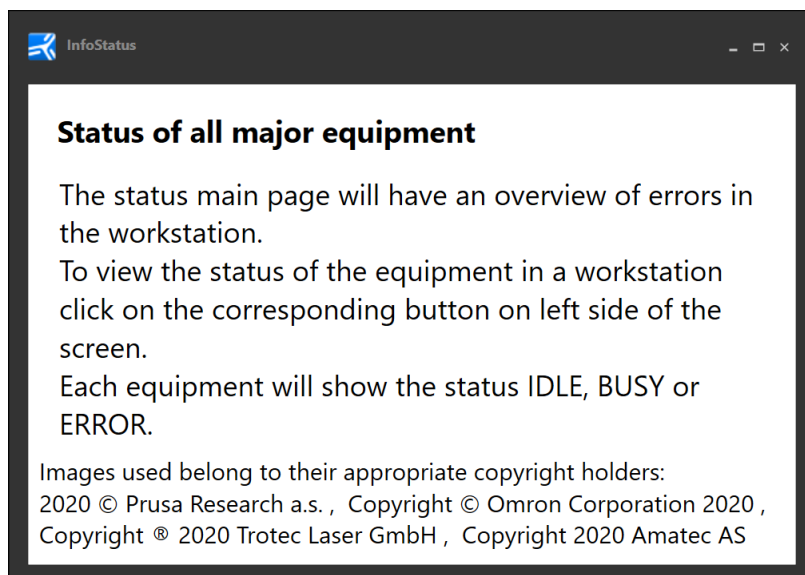 InfoStatus
Status of all major equipment
The status main page will have an overview of errors in
the workstation.
To view the status of the equipment in a workstation
click on the corresponding button on left side of the
screen.
Each equipment will show the status IDLE, BUSY or
ERROR.
Images used belong to their appropriate copyright holders:
2020 © Prusa Research a.s. ,  Copyright © Omron Corporation 2020 ,
Copyright ® 2020 Trotec Laser GmbH ,  Copyright 2020 Amatec AS